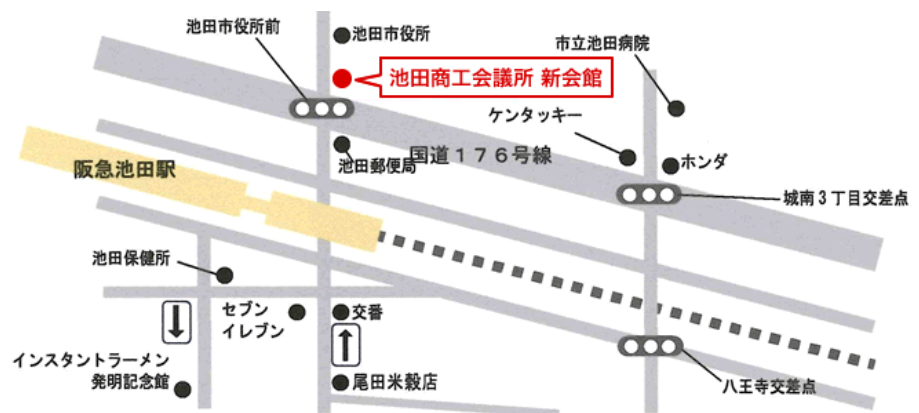 池田市役所前
池田市役所
市立池田病院
池田商工会議所 新会館
ケンタッキー
国道176号線
池田郵便局
ホンダ
阪急池田駅
城南3丁目交差点
池田保健所
セブン
イレブン
交番
インスタントラーメン
発明記念館
尾田米穀店
八王寺交差点